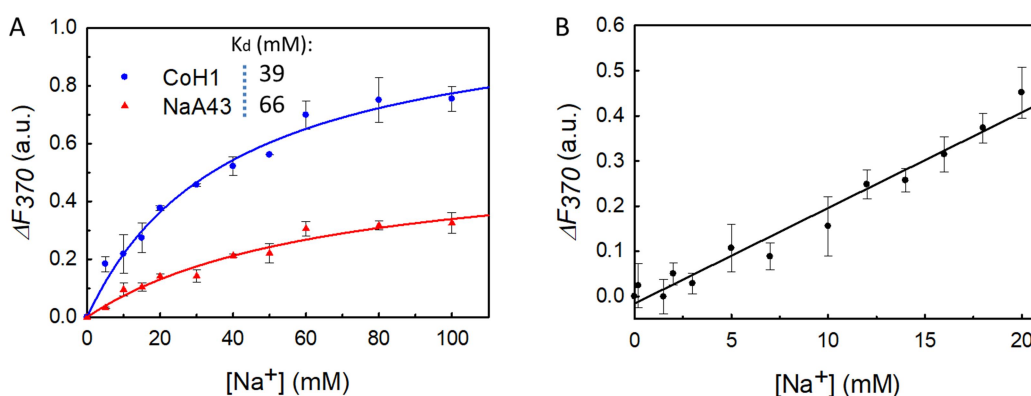 A
Kd (mM):
CoH1 39
NaA43 66
ΔF370 (a.u.)
1.0
0.8
0.6
0.4
0.2
0.0
0 20 40 60 80 100
[Na+] (mM)
B
ΔF370 (a.u.)
0.6
0.5
0.4
0.3
0.2
0.1
0.0
0 5 10 15 20
[Na+] (mM)